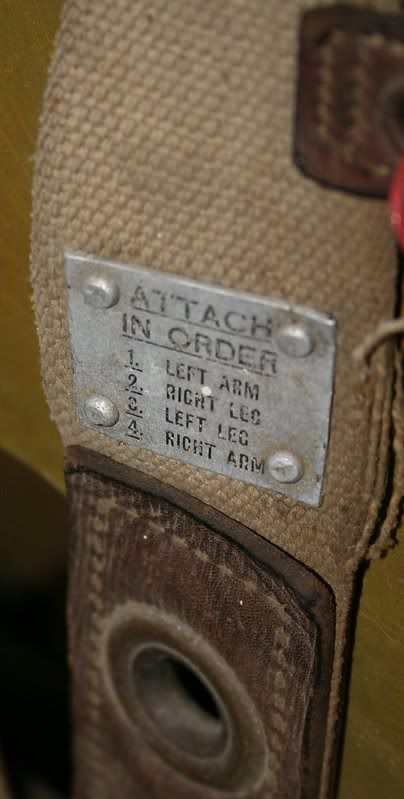 ATTACH
IN ORDER
1. LEFT ARM
2. RIGHT LEG
3. LEFT LEG
4. RIGHT ARM